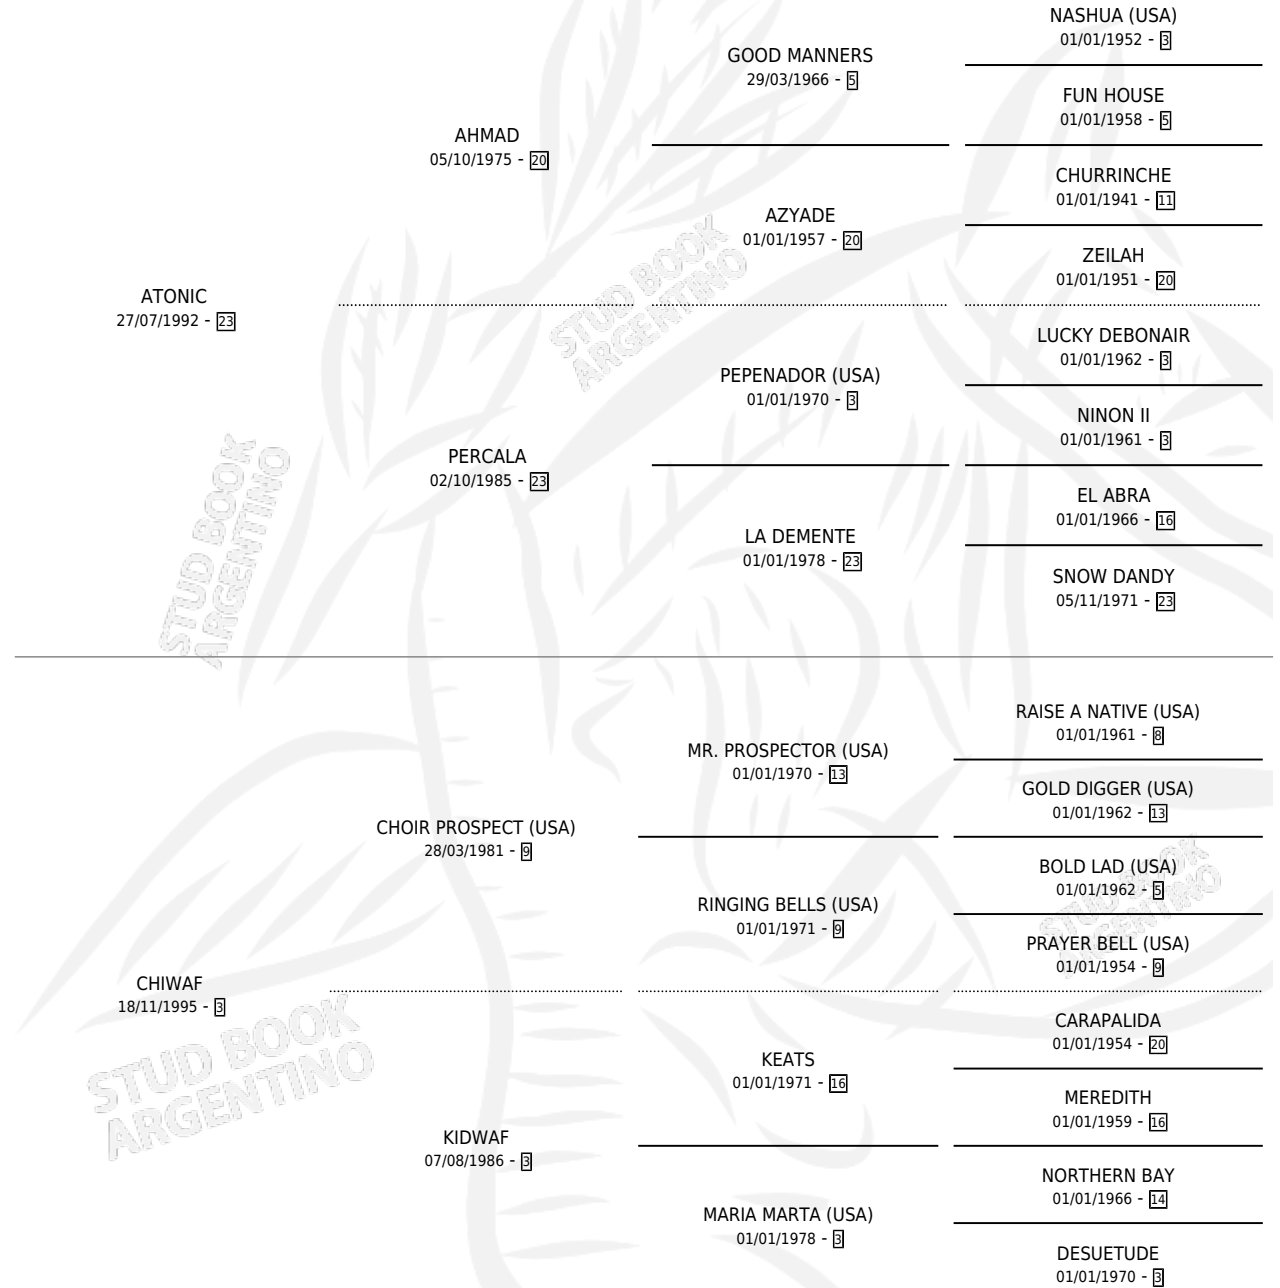 NASHUA (USA)
01/01/1952 - 3
GOOD MANNERS
29/03/1966 - 5
FUN HOUSE
01/01/1958 - 5
AHMAD
05/10/1975 - 20
CHURRINCHE
01/01/1941 - 11
AZYADE
01/01/1957 - 20
ZEILAH
01/01/1951 - 20
ATONIC
27/07/1992 - 23
STUD BOOK
ARGENTINO
LUCKY DEBONAIR
01/01/1962 - 3
PEPENADOR (USA)
01/01/1970 - 3
NINON II
01/01/1961 - 3
PERCALA
02/10/1985 - 23
EL ABRA
01/01/1966 - 16
LA DEMENTE
01/01/1978 - 23
SNOW DANDY
05/11/1971 - 23
STUD BOOK
ARGENTINO
RAISE A NATIVE (USA)
01/01/1961 - 8
MR. PROSPECTOR (USA)
01/01/1970 - 13
GOLD DIGGER (USA)
01/01/1962 - 13
CHOIR PROSPECT (USA)
28/03/1981 - 9
BOLD LAD (USA)
01/01/1962 - 5
RINGING BELLS (USA)
01/01/1971 - 9
PRAYER BELL (USA)
01/01/1954 - 9
STUD BOOK
ARGENTINO
CHIWAF
18/11/1995 - 3
CARAPALIDA
01/01/1954 - 20
KEATS
01/01/1971 - 16
MEREDITH
01/01/1959 - 16
STUD BOOK
ARGENTINO
KIDWAF
07/08/1986 - 3
NORTHERN BAY
01/01/1966 - 14
MARIA MARTA (USA)
01/01/1978 - 3
DESUETUDE
01/01/1970 - 3